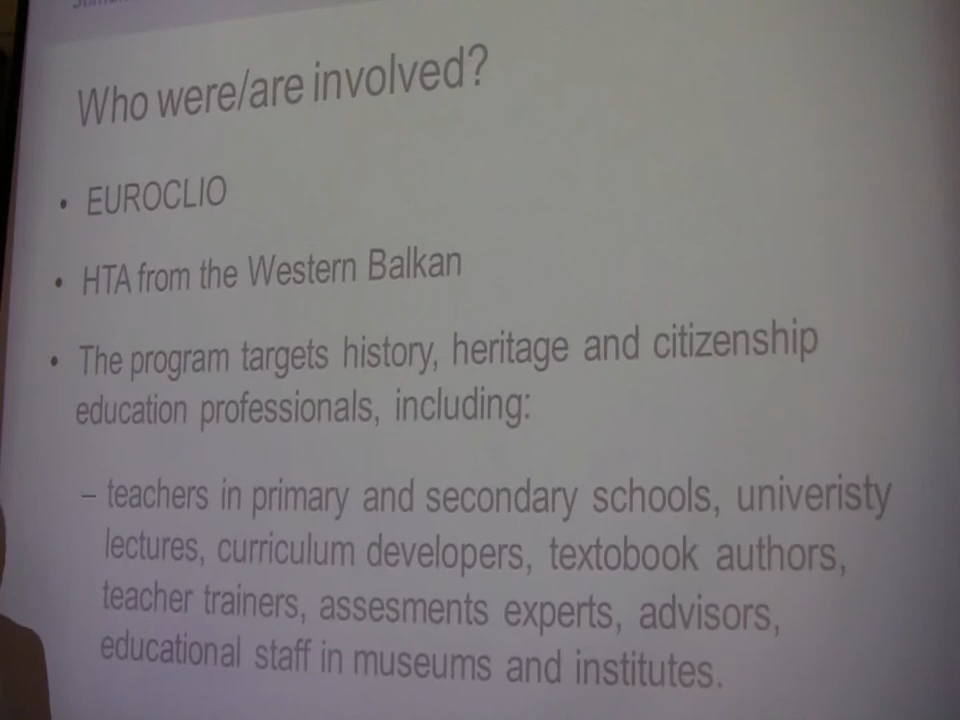 Who were/are involved?
• EUROCLIO
• HTA from the Western Balkan
• The program targets history, heritage and citizenship
education professionals, including:
– teachers in primary and secondary schools, univeristy
lectures, curriculum developers, textobook authors,
teacher trainers, assesments experts, advisors,
educational staff in museums and institutes.